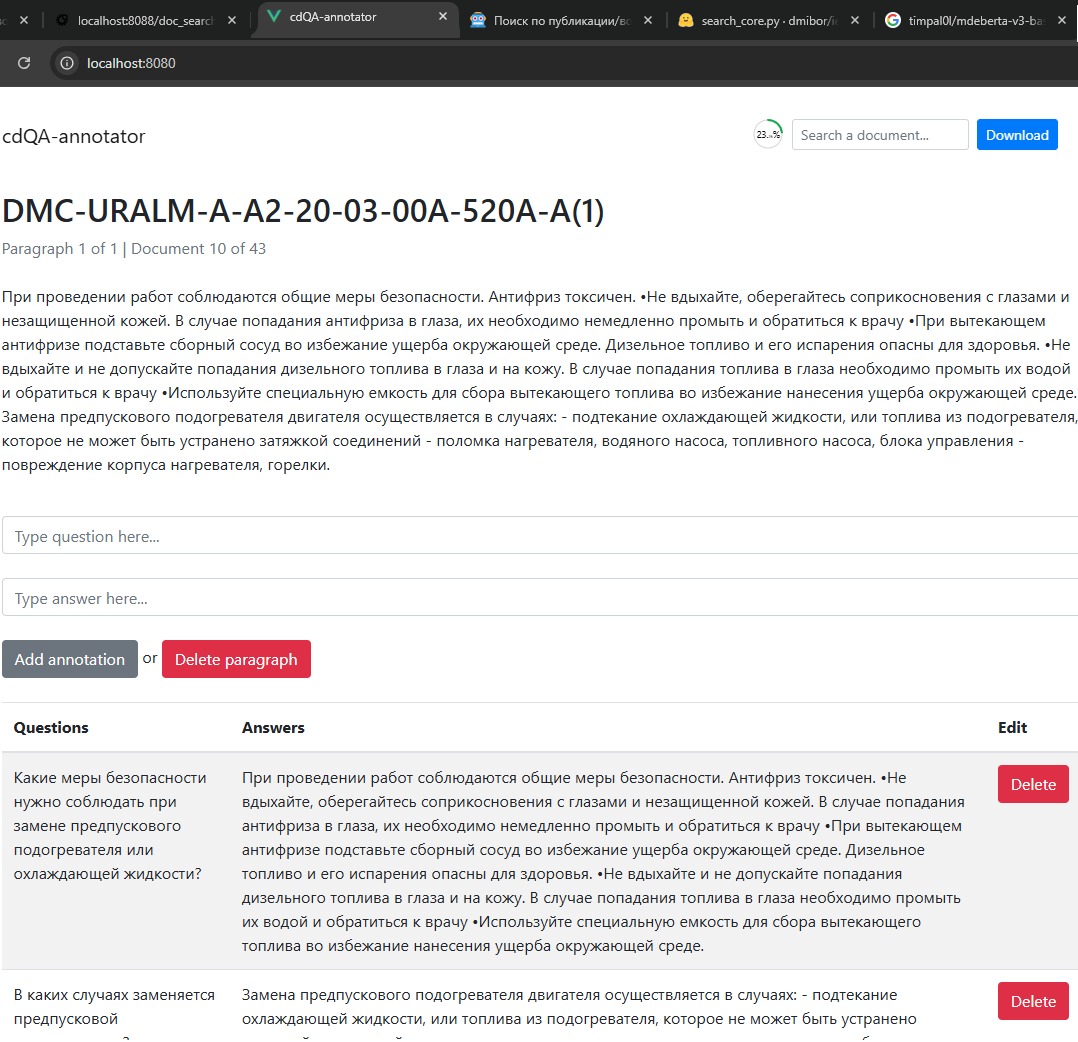 localhost:8088/doc_searc
cdQA-annotator
Поиск по публикации/во
search_core.py · dmibor/ie
timpal0l/mdeberta-v3-ba
localhost:8080
cdQA-annotator
23. %
Search a document...
Download
DMC-URALM-A-A2-20-03-00A-520A-A(1)
Paragraph 1 of 1 | Document 10 of 43
При проведении работ соблюдаются общие меры безопасности. Антифриз токсичен. •Не вдыхайте, оберегайтесь соприкосновения с глазами и
незащищенной кожей. В случае попадания антифриза в глаза, их необходимо немедленно промыть и обратиться к врачу •При вытекающем
антифризе подставьте сборный сосуд во избежание ущерба окружающей среде. Дизельное топливо и его испарения опасны для здоровья. •Не
вдыхайте и не допускайте попадания дизельного топлива в глаза и на кожу. В случае попадания топлива в глаза необходимо промыть их водой
и обратиться к врачу •Используйте специальную емкость для сбора вытекающего топлива во избежание нанесения ущерба окружающей среде.
Замена предпускового подогревателя двигателя осуществляется в случаях: - подтекание охлаждающей жидкости, или топлива из подогревателя,
которое не может быть устранено затяжкой соединений - поломка нагревателя, водяного насоса, топливного насоса, блока управления -
повреждение корпуса нагревателя, горелки.
Type question here...
Type answer here...
Add annotation or Delete paragraph
Questions Answers Edit
Какие меры безопасности
нужно соблюдать при
замене предпускового
подогревателя или
охлаждающей жидкости?
При проведении работ соблюдаются общие меры безопасности. Антифриз токсичен. •Не
вдыхайте, оберегайтесь соприкосновения с глазами и незащищенной кожей. В случае попадания
антифриза в глаза, их необходимо немедленно промыть и обратиться к врачу •При вытекающем
антифризе подставьте сборный сосуд во избежание ущерба окружающей среде. Дизельное
топливо и его испарения опасны для здоровья. •Не вдыхайте и не допускайте попадания
дизельного топлива в глаза и на кожу. В случае попадания топлива в глаза необходимо промыть
их водой и обратиться к врачу •Используйте специальную емкость для сбора вытекающего
топлива во избежание нанесения ущерба окружающей среде.
Delete
В каких случаях заменяется
предпусковой
Замена предпускового подогревателя двигателя осуществляется в случаях: - подтекание
охлаждающей жидкости, или топлива из подогревателя, которое не может быть устранено
Delete